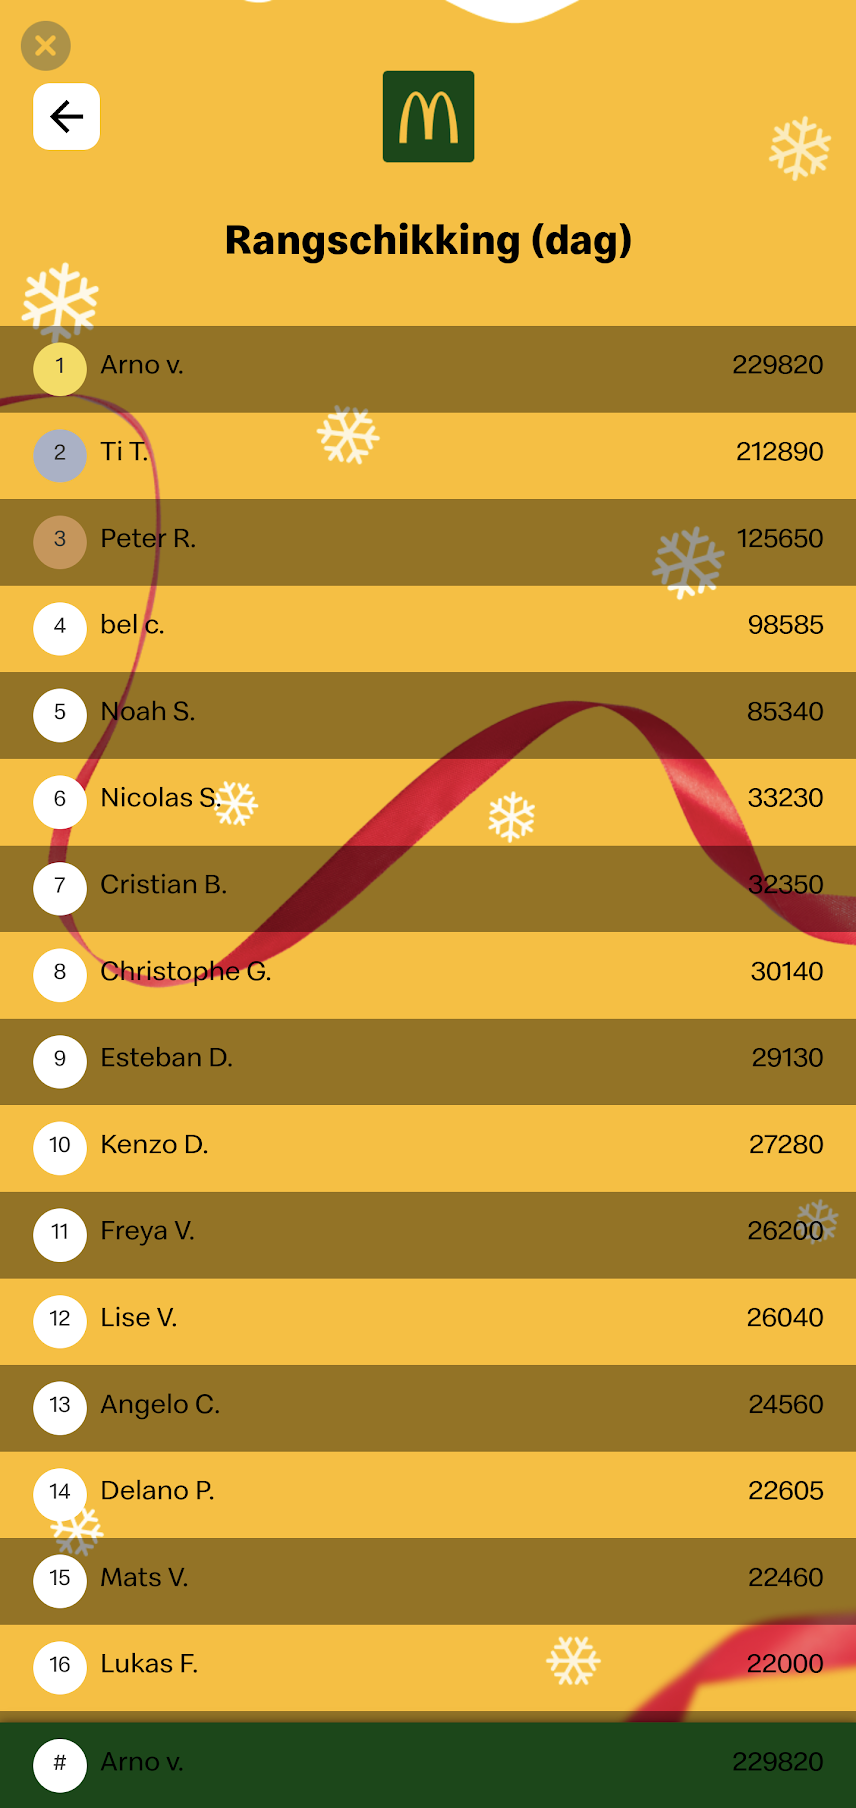 Rangschikking (dag)
1 Arno v. 229820
2 Ti T. 212890
3 Peter R. 125650
4 bel c. 98585
5 Noah S. 85340
6 Nicolas S. 33230
7 Cristian B. 32350
8 Christophe G. 30140
9 Esteban D. 29130
10 Kenzo D. 27280
11 Freya V. 26200
12 Lise V. 26040
13 Angelo C. 24560
14 Delano P. 22605
15 Mats V. 22460
16 Lukas F. 22000
# Arno v. 229820